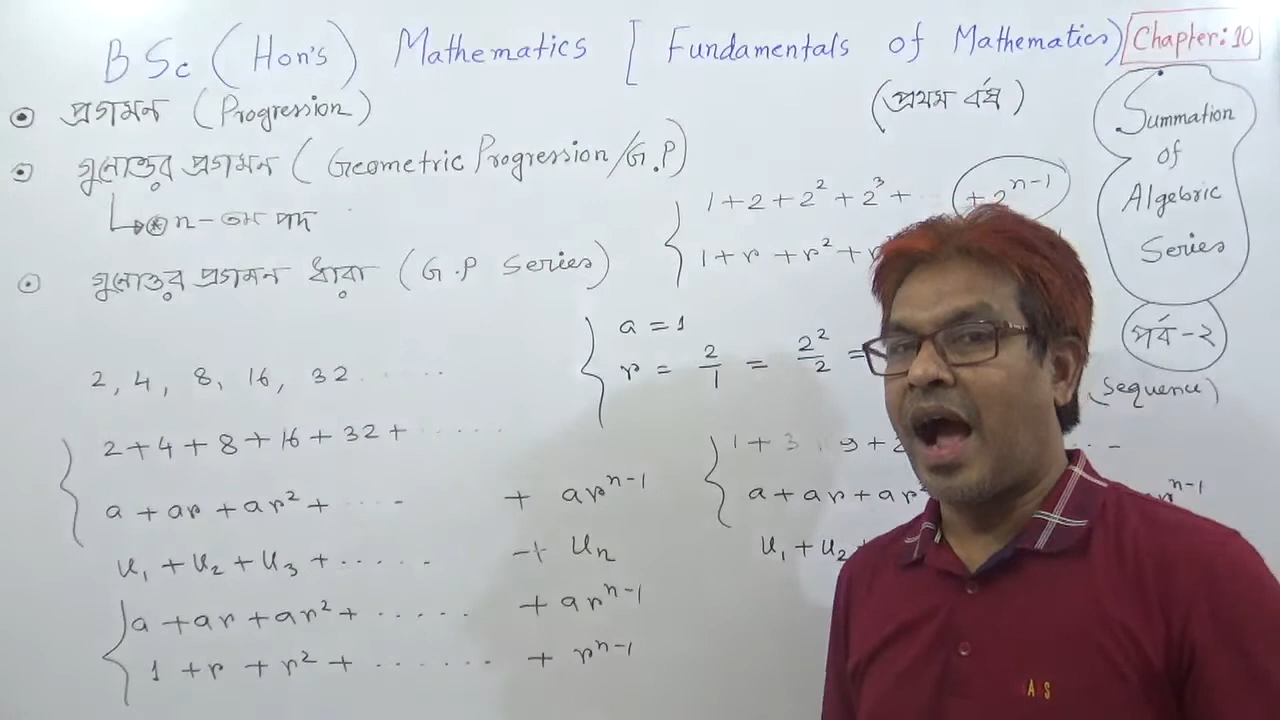 BSc (Hon's) Mathematics [Fundamentals of Mathematics) Chapter: 10
(প্রথম বর্ষ)
প্রগমন (Progression)
গুনোত্তর প্রগমন (Geometric Progression/G.P)
n-তম পদ
গুনোত্তর প্রগমন ধারা (G.P Series)
2, 4, 8, 16, 32 ......
2+4+8+16+32+ .....
a + ar + ar² + ..... + arⁿ⁻¹
u₁ + u₂ + u₃ + ...... + uₙ
a + ar + ar² + ...... + arⁿ⁻¹
1 + r + r² + ....... + rⁿ⁻¹
1+2+2²+2³+ .. +2ⁿ⁻¹
1+r+r²+
a = 1
r = 2/1 = 2²/2 =
1 + 3 9 +
a + ar +
u₁ + u₂
Summation
of
Algebric
Series
পর্ব-২
(Sequence)
A S